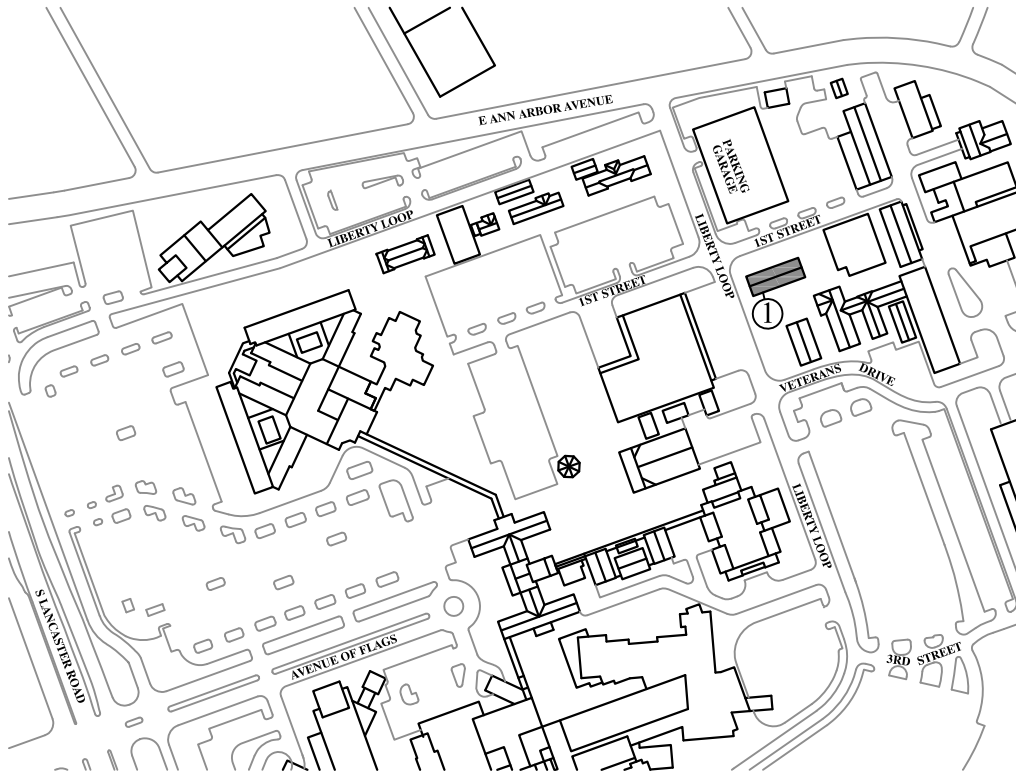 E ANN ARBOR AVENUE
PARKING
GARAGE
LIBERTY LOOP
LIBERTY LOOP
1ST STREET
1ST STREET
1
VETERANS DRIVE
LIBERTY LOOP
S LANCASTER ROAD
AVENUE OF FLAGS
3RD STREET